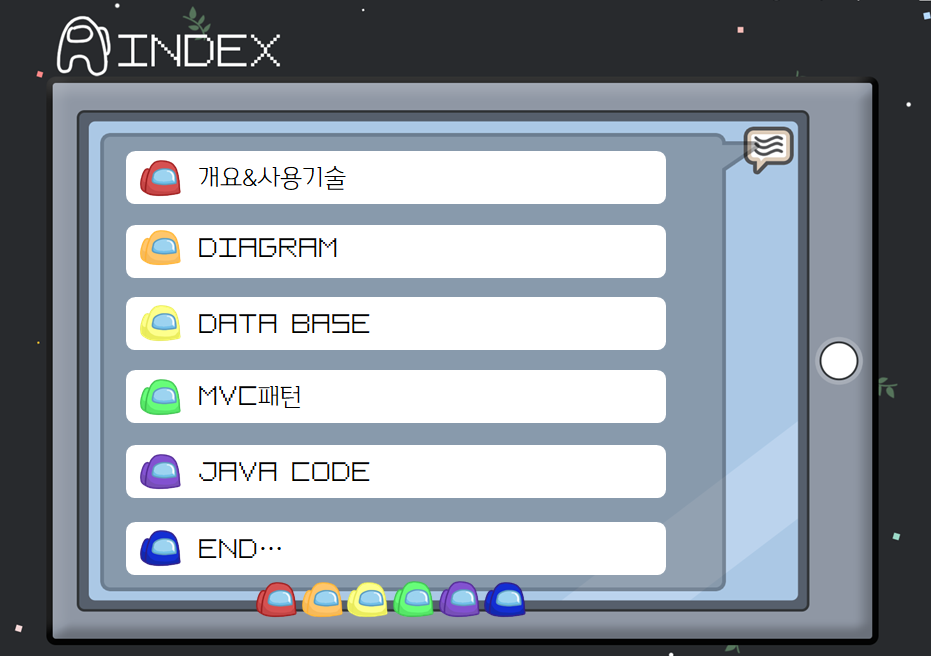 INDEX
개요&사용기술
DIAGRAM
DATA BASE
MVC패턴
JAVA CODE
END…